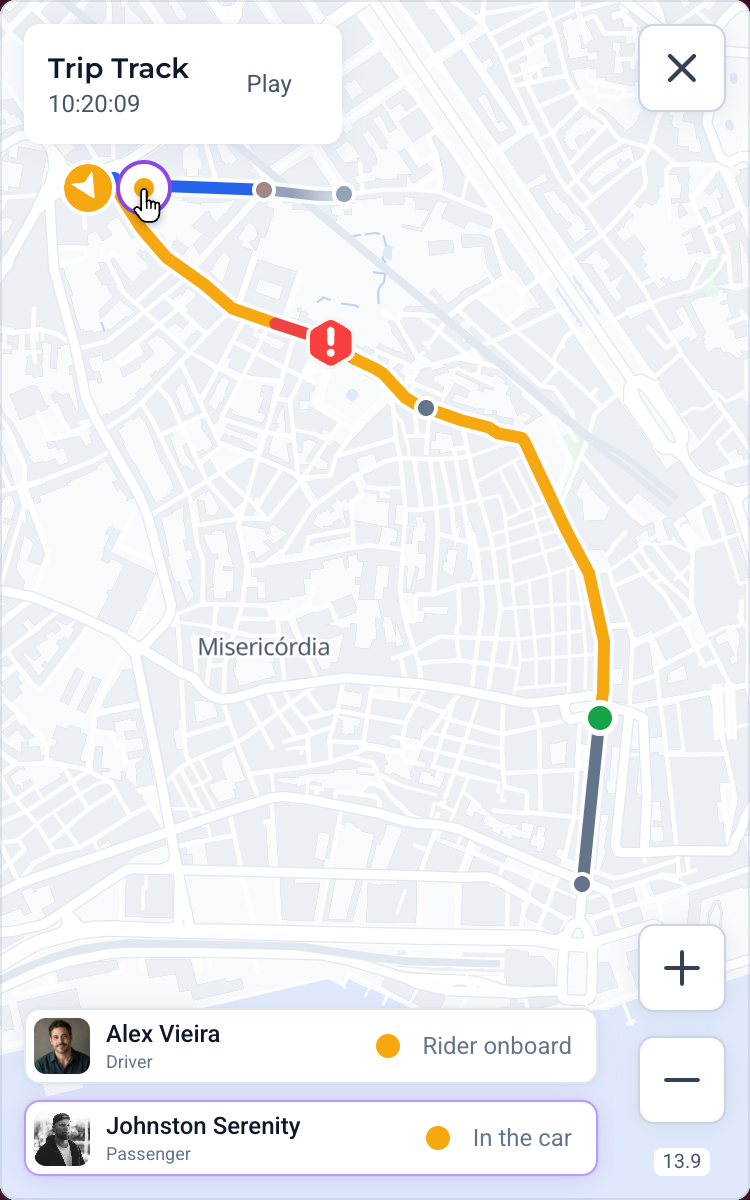 Trip Track
10:20:09
Play
Misericórdia
Alex Vieira
Driver
Rider onboard
Johnston Serenity
Passenger
In the car
13.9